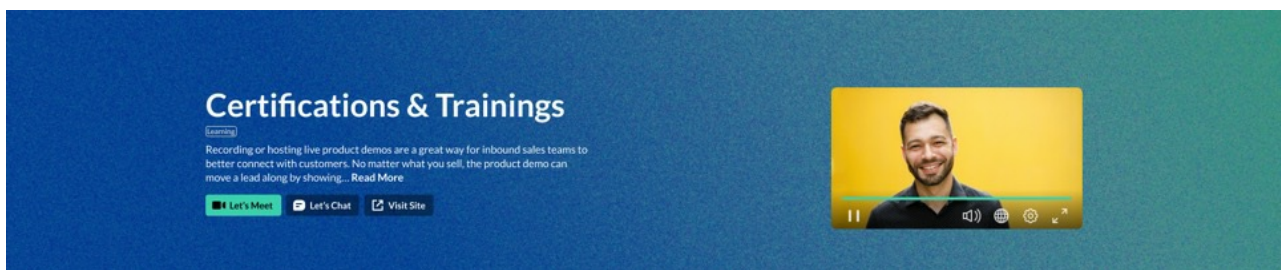 Certifications & Trainings
Learning
Recording or hosting live product demos are a great way for inbound sales teams to
better connect with customers. No matter what you sell, the product demo can
move a lead along by showing... Read More
Let's Meet
Let's Chat
Visit Site